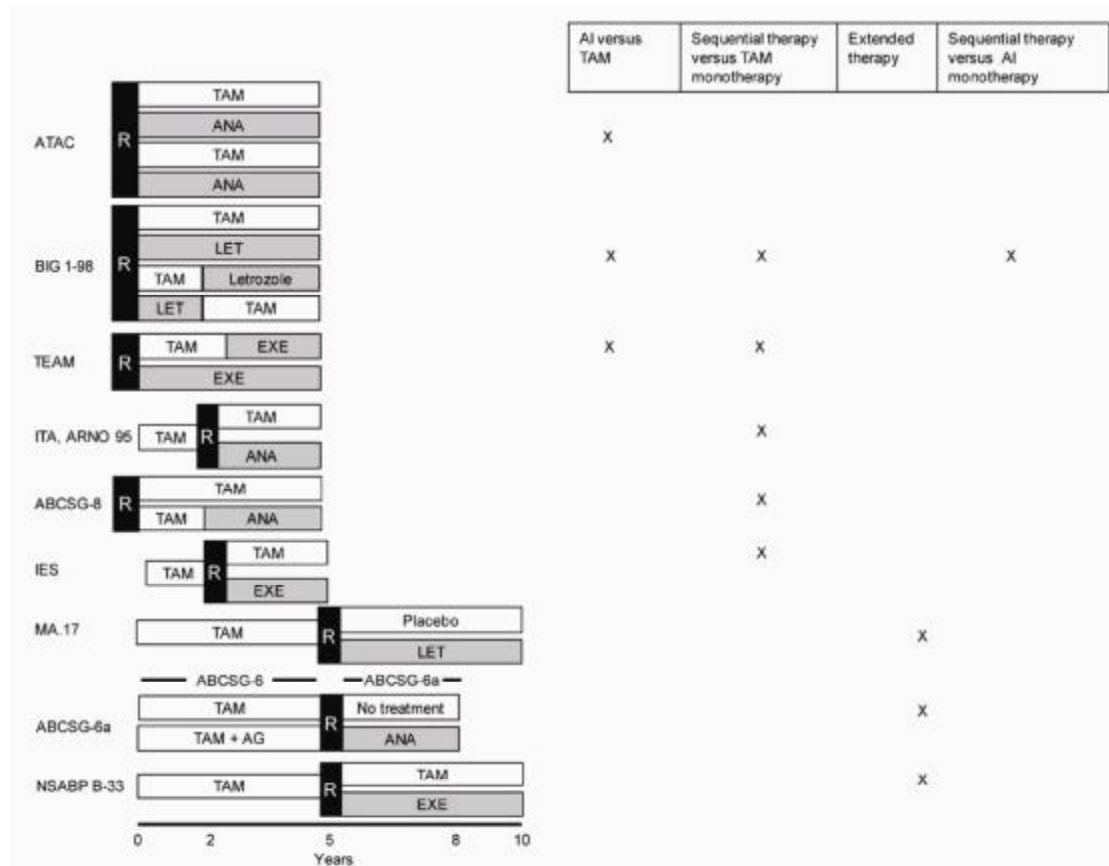 AI versus TAM
Sequential therapy versus TAM monotherapy
Extended therapy
Sequential therapy versus AI monotherapy
ATAC
R
TAM
ANA
TAM
ANA
X
BIG 1-98
R
TAM
LET
TAM Letrozole
LET TAM
X X X
TEAM
R
TAM EXE
EXE
X X
ITA, ARNO 95
TAM
R
TAM
ANA
X
ABCSG-8
R
TAM
TAM ANA
X
IES
TAM
R
TAM
EXE
X
MA.17
TAM
R
Placebo
LET
X
ABCSG-6 ABCSG-6a
ABCSG-6a
TAM
TAM + AG
R
No treatment
ANA
X
NSABP B-33
TAM
R
TAM
EXE
X
0 2 5 8 10
Years